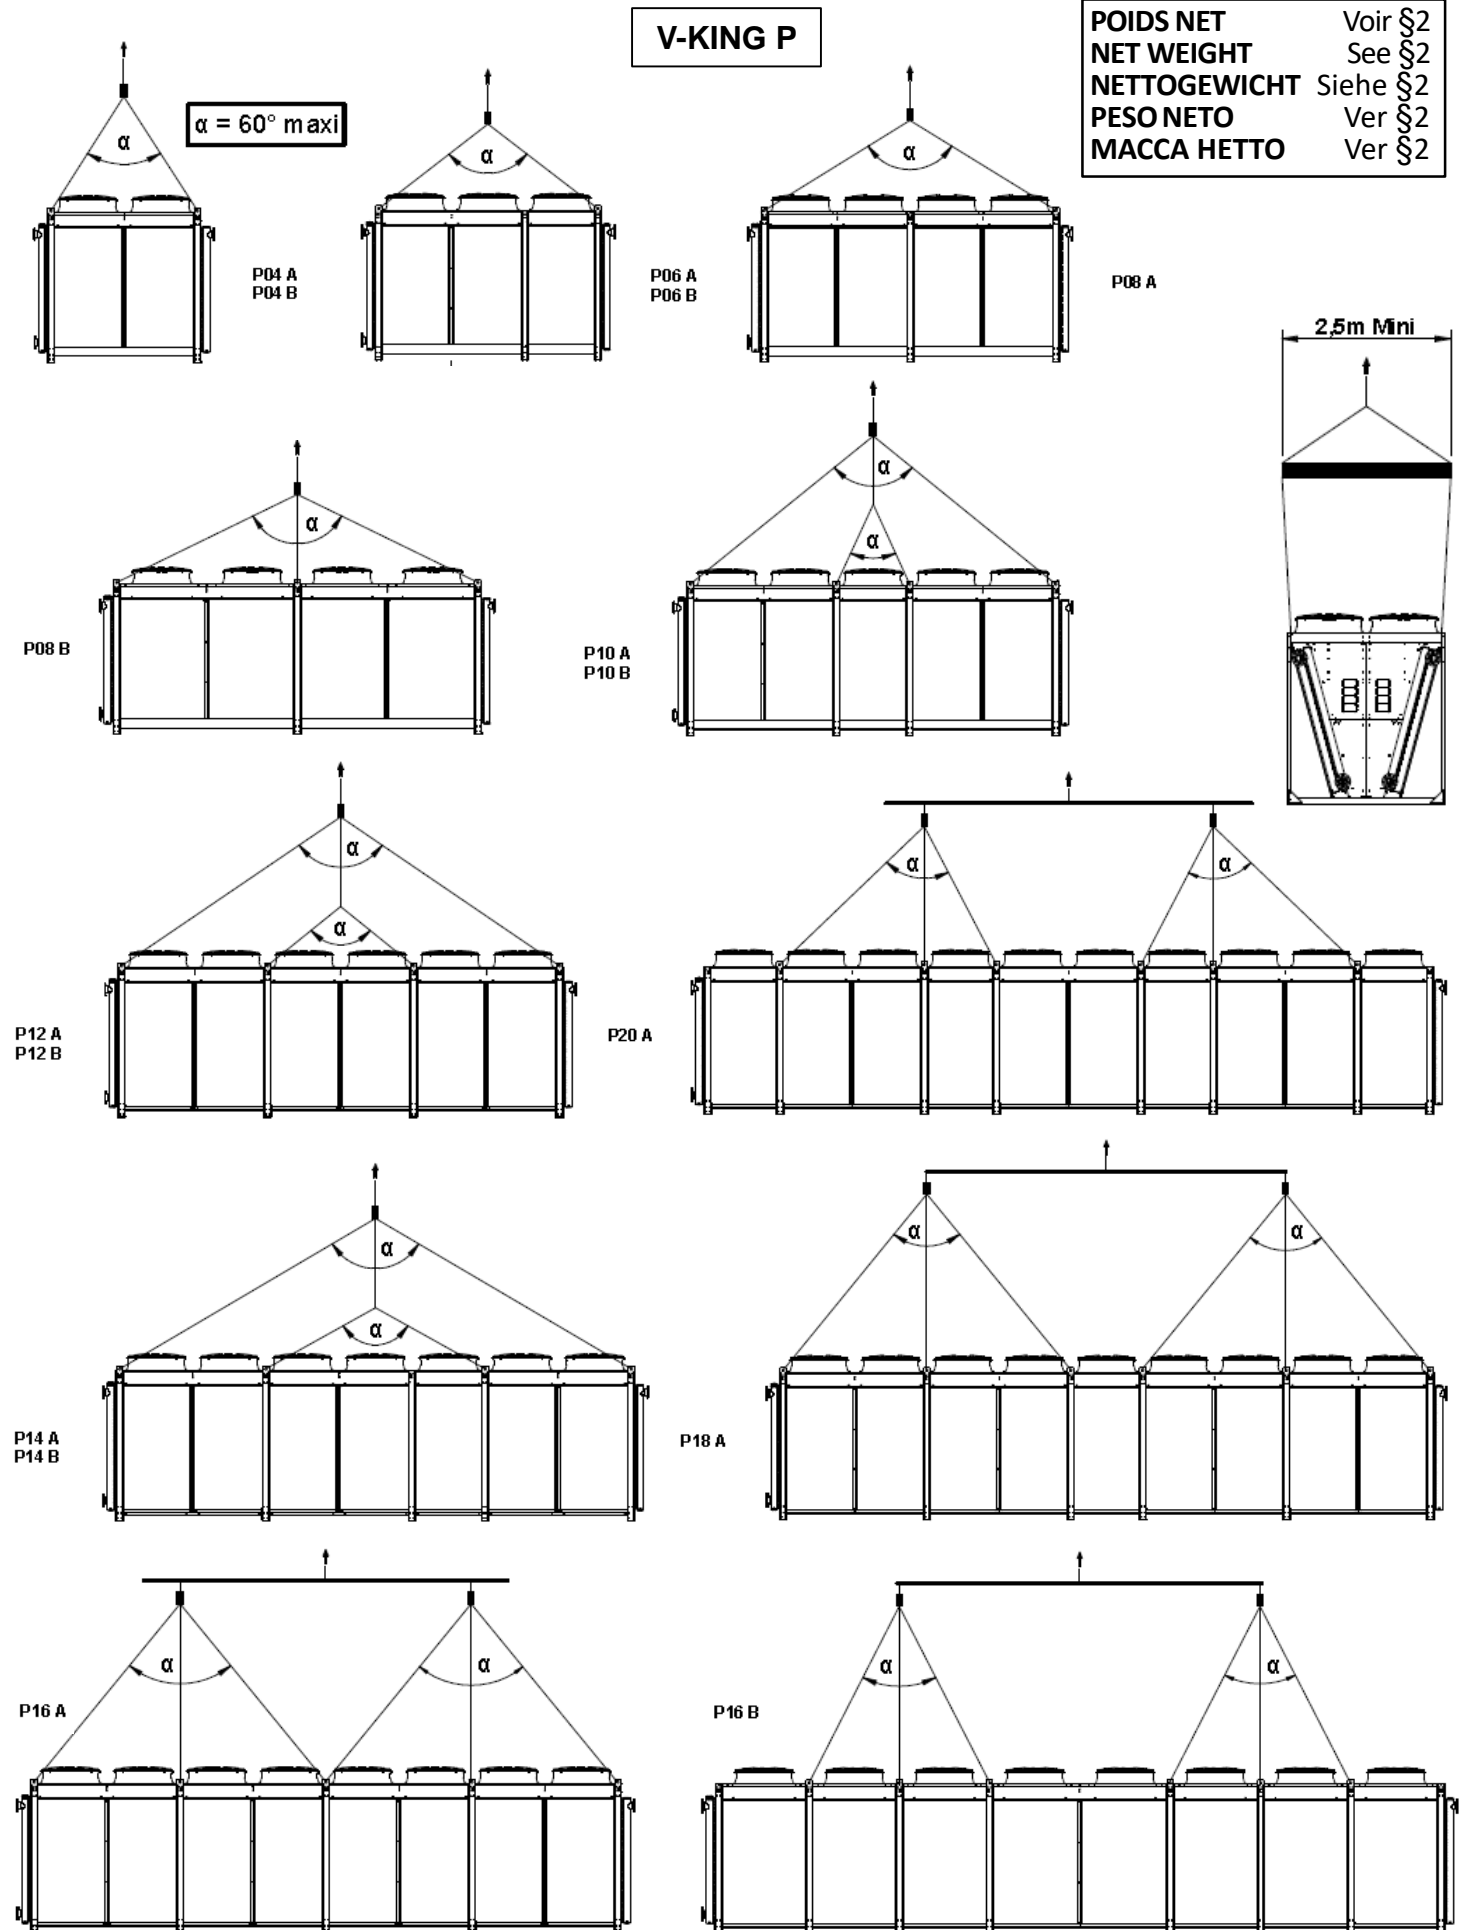 V-KING P
POIDS NET Voir §2
NET WEIGHT See §2
NETTOGEWICHT Siehe §2
PESO NETO Ver §2
MACCA HETTO Ver §2
α = 60° maxi
α
α
α
P04 A
P04 B
P06 A
P06 B
P08 A
2,5m Mini
α
α
α
P08 B
P10 A
P10 B
α
α
α
α
P12 A
P12 B
P20 A
α
α
α
α
P14 A
P14 B
P18 A
α
α
α
α
P16 A
P16 B